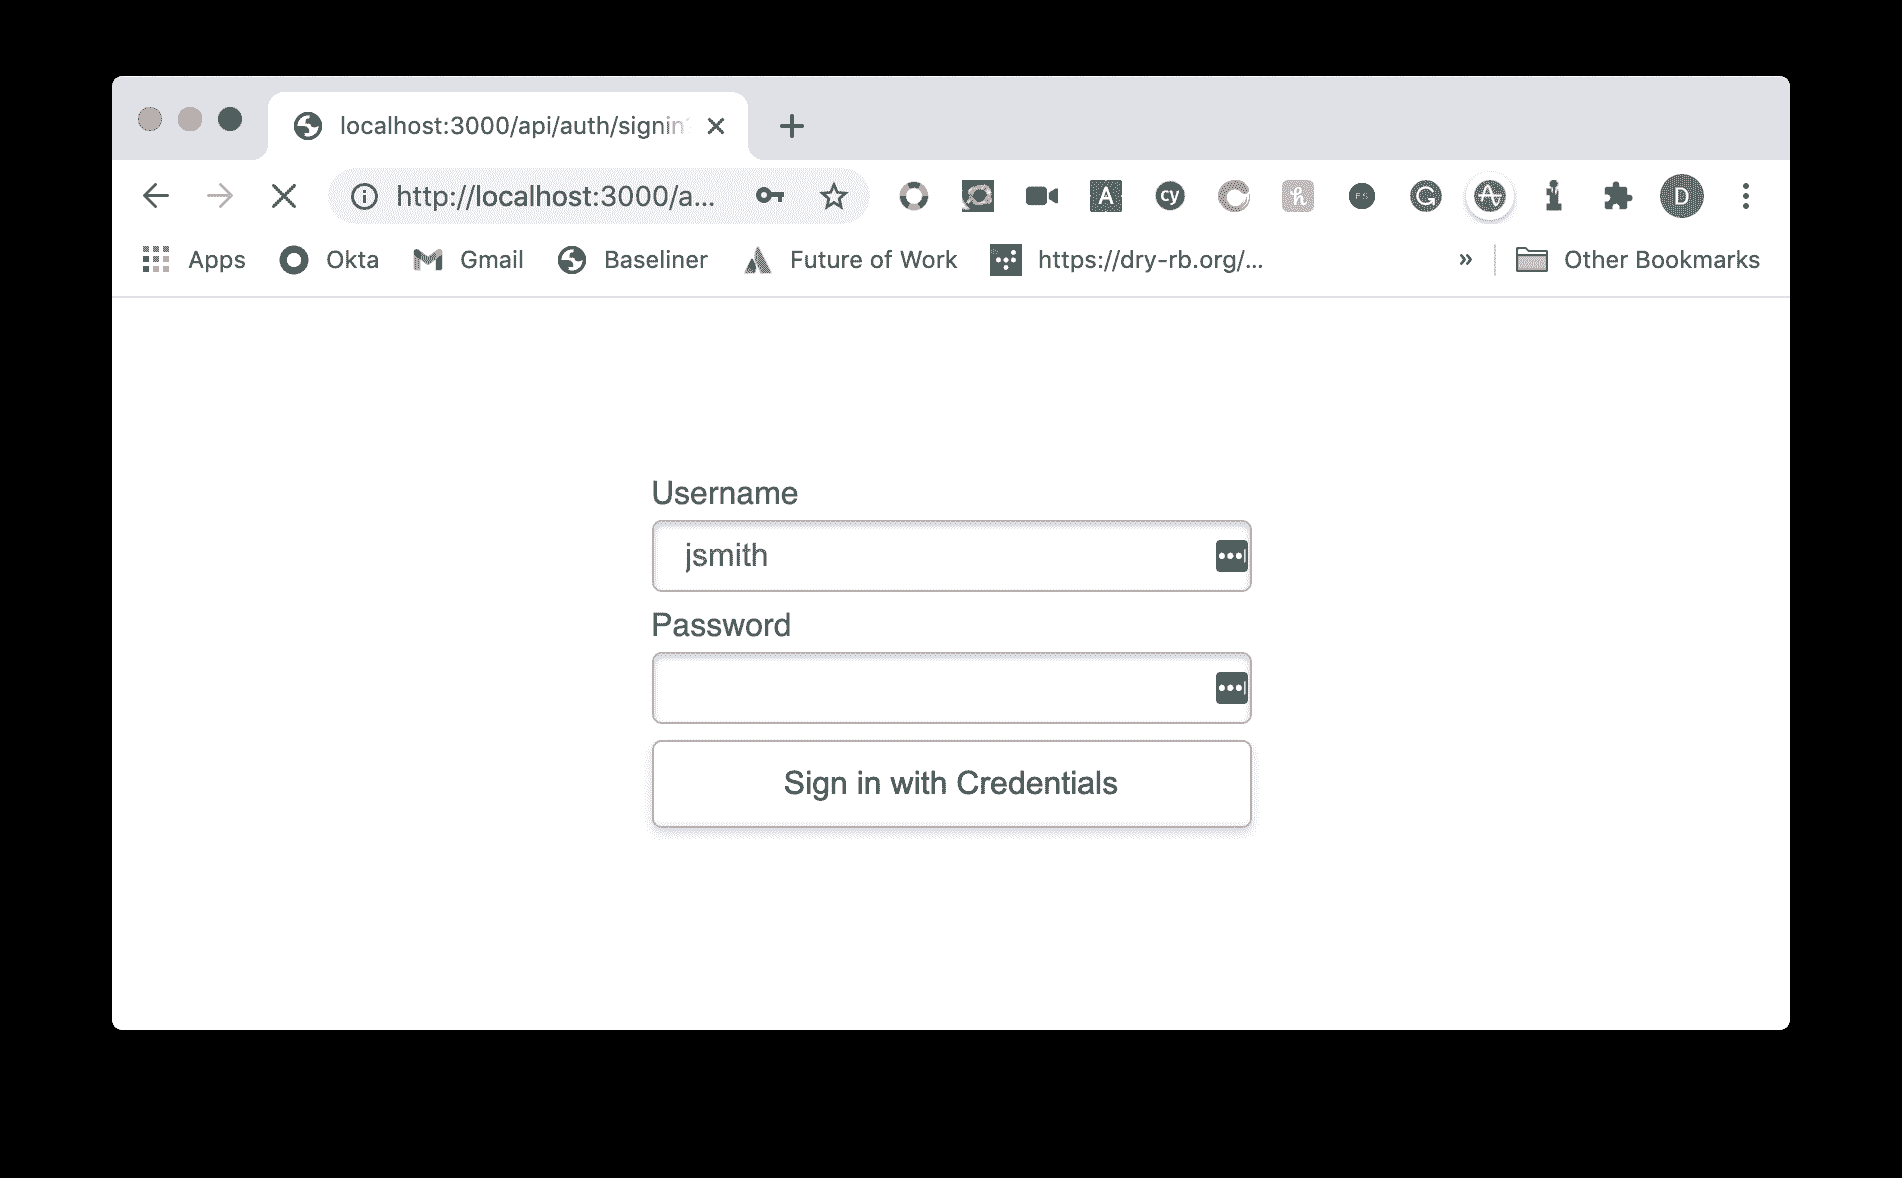 localhost:3000/api/auth/signin
http://localhost:3000/a...
A
cy
D
Apps Okta Gmail Baseliner Future of Work https://dry-rb.org/... » Other Bookmarks
Username
jsmith
Password
Sign in with Credentials